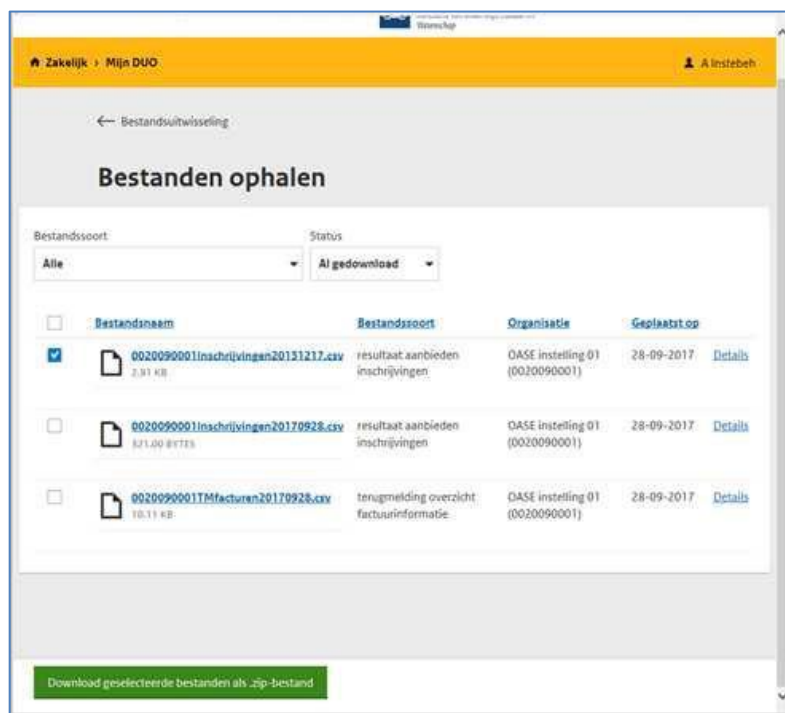 Wetenschap
Zakelijk › Mijn DUO
A Instebeh
← Bestandsuitwisseling
Bestanden ophalen
Bestandssoort Status
Alle Al gedownload
Bestandsnaam Bestandssoort Organisatie Geplaatst op
0020090001Inschrijvingen20151217.csv resultaat aanbieden OASE instelling 01 28-09-2017 Details
2.91 KB inschrijvingen (0020090001)
0020090001Inschrijvingen20170928.csv resultaat aanbieden OASE instelling 01 28-09-2017 Details
BYTES inschrijvingen (0020090001)
0020090001TMfacturen20170928.csv terugmelding overzicht OASE instelling 01 28-09-2017 Details
10.11 KB factuurinformatie (0020090001)
Download geselecteerde bestanden als .zip-bestand